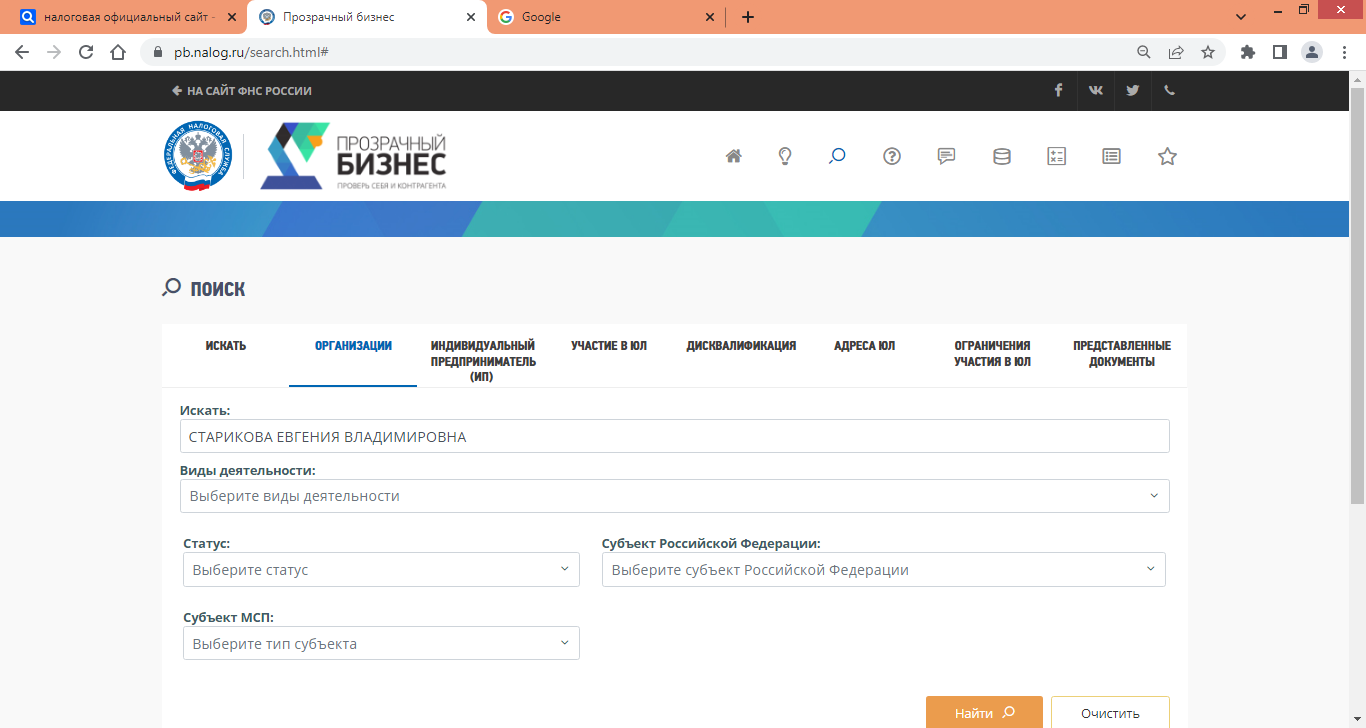 налоговая официальный сайт -
Прозрачный бизнес
Google
pb.nalog.ru/search.html#
НА САЙТ ФНС РОССИИ
ФЕДЕРАЛЬНАЯ НАЛОГОВАЯ СЛУЖБА
ПРОЗРАЧНЫЙ
БИЗНЕС
ПРОВЕРЬ СЕБЯ И КОНТРАГЕНТА
ПОИСК
ИСКАТЬ
ОРГАНИЗАЦИИ
ИНДИВИДУАЛЬНЫЙ
ПРЕДПРИНИМАТЕЛЬ
(ИП)
УЧАСТИЕ В ЮЛ
ДИСКВАЛИФИКАЦИЯ
АДРЕСА ЮЛ
ОГРАНИЧЕНИЯ
УЧАСТИЯ В ЮЛ
ПРЕДСТАВЛЕННЫЕ
ДОКУМЕНТЫ
Искать:
СТАРИКОВА ЕВГЕНИЯ ВЛАДИМИРОВНА
Виды деятельности:
Выберите виды деятельности
Статус:
Выберите статус
Субъект Российской Федерации:
Выберите субъект Российской Федерации
Субъект МСП:
Выберите тип субъекта
Найти
Очистить